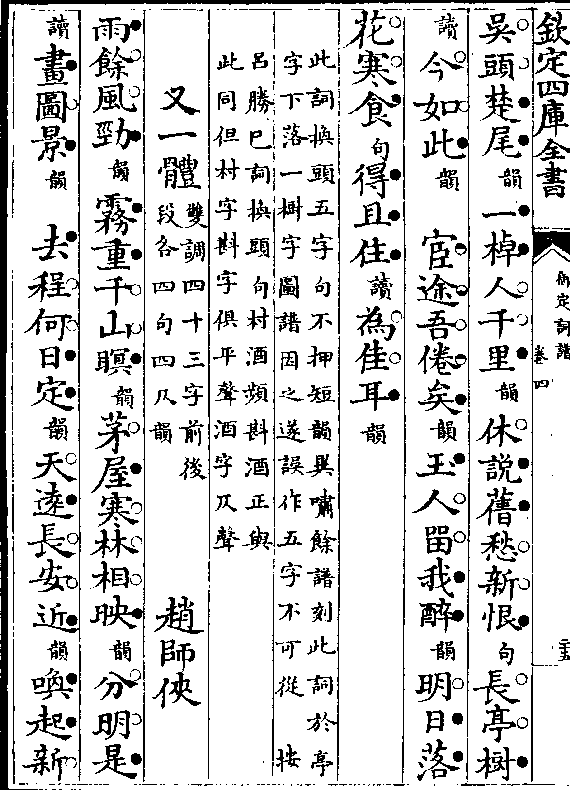 欽定四庫全書
御定詞譜
卷四
吳頭楚尾韻一棹人千里韻休說舊愁新恨句長亭樹
讀今如此韻　宦途吾倦矣韻玉人留我醉韻明日落
花寒食句得且住讀為佳耳韻
此詞換頭五字句不押短韻異嘯餘譜刻此詞於亭
字下落一樹字圖譜因之遂誤作五字不可從　按
呂勝已詞換頭句村酒頻斟酒正與
此同但村字斟字俱平聲酒字仄聲
又一體　雙調四十三字前後
段各四句四仄韻
趙師俠
雨餘風勁韻霧重千山暝韻茅屋寒林相映韻分明是
讀畫圖景韻　去程何日定韻天遠長安近韻喚起新